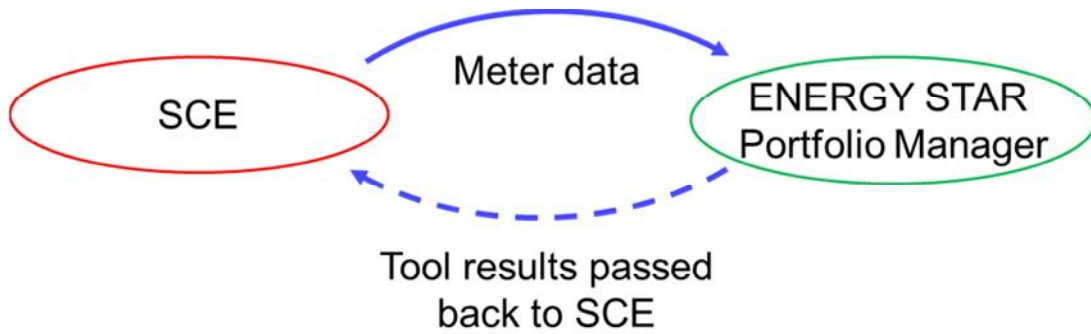 SCE
Meter data
ENERGY STAR
Portfolio Manager
Tool results passed
back to SCE